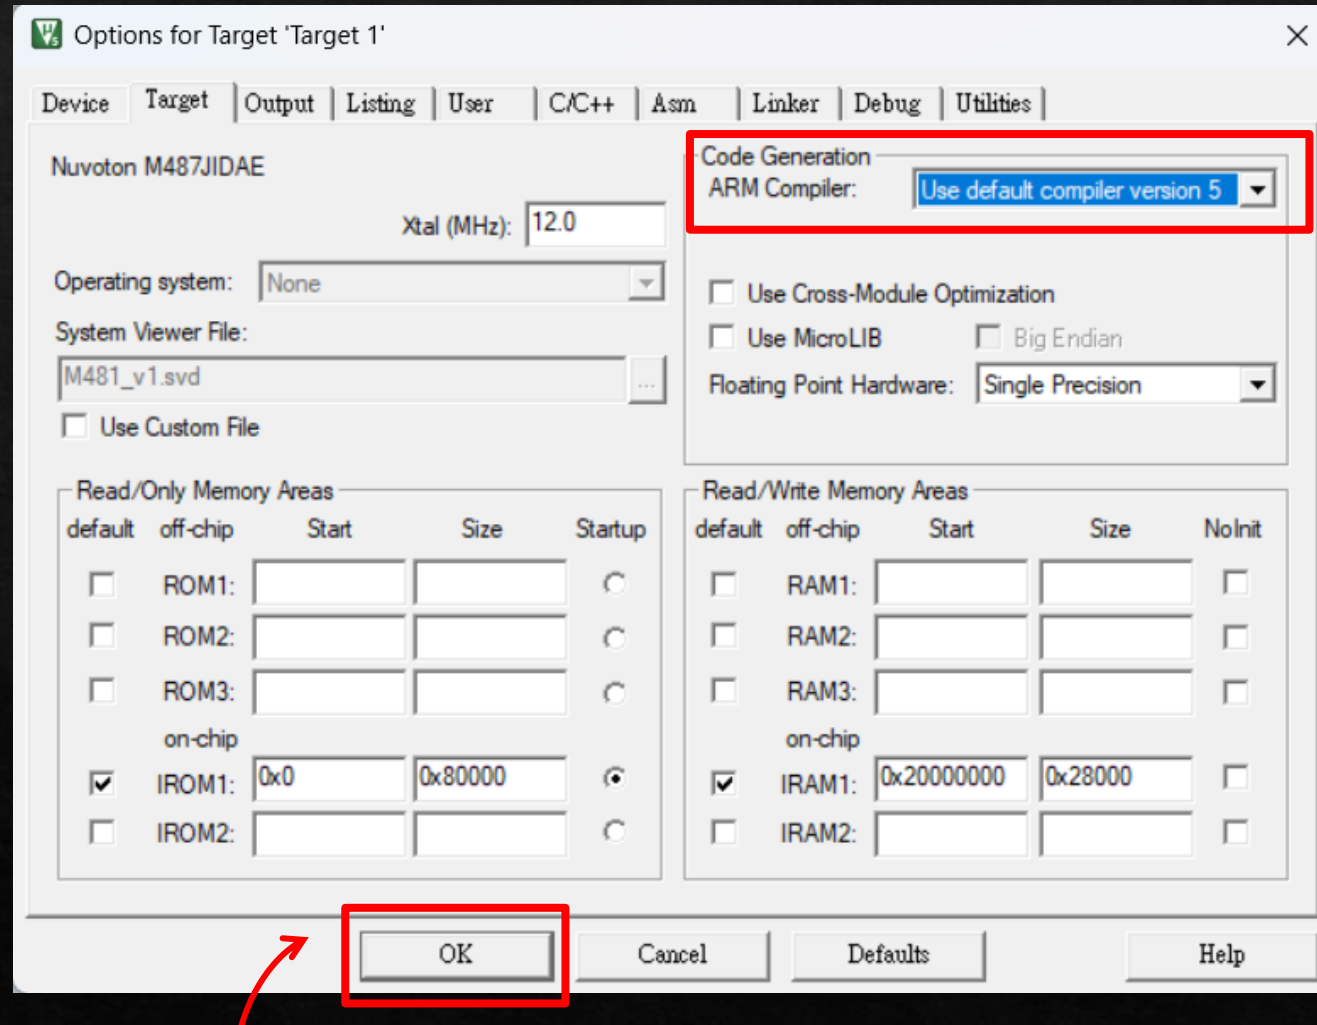 Options for Target 'Target 1'
Device Target Output Listing User C/C++ Asm Linker Debug Utilities
Nuvoton M487JIDAE
Xtal (MHz): 12.0
Operating system: None
System Viewer File:
M481_v1.svd ...
Use Custom File
Code Generation
ARM Compiler: Use default compiler version 5
Use Cross-Module Optimization
Use MicroLIB Big Endian
Floating Point Hardware: Single Precision
Read/Only Memory Areas
default off-chip Start Size Startup
ROM1:
ROM2:
ROM3:
on-chip
IROM1: 0x0 0x80000
IROM2:
Read/Write Memory Areas
default off-chip Start Size NoInit
RAM1:
RAM2:
RAM3:
on-chip
IRAM1: 0x20000000 0x28000
IRAM2:
OK Cancel Defaults Help